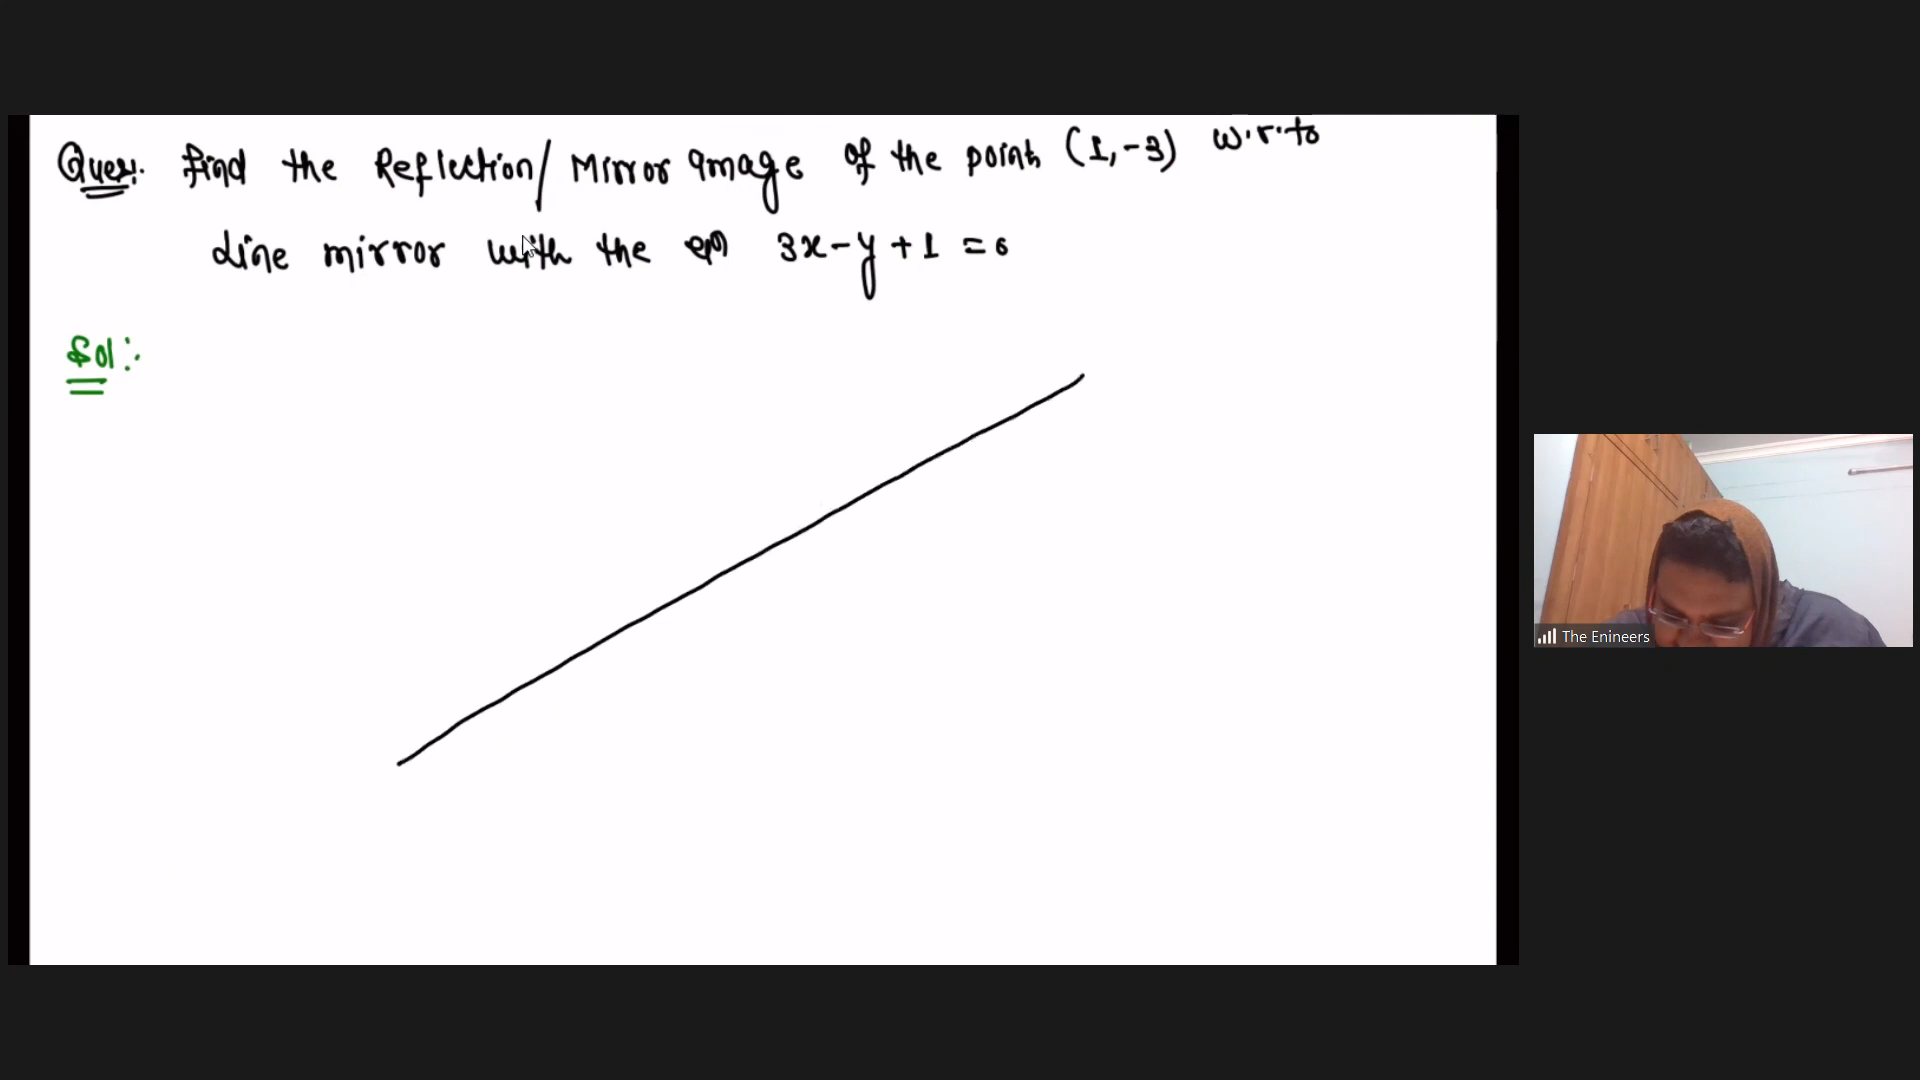 Ques:. find the Reflection/ Mirror image of the point (1,-3) w.r.to
Line mirror with the eqn 3x-y+1=0
Sol:.
The Enineers